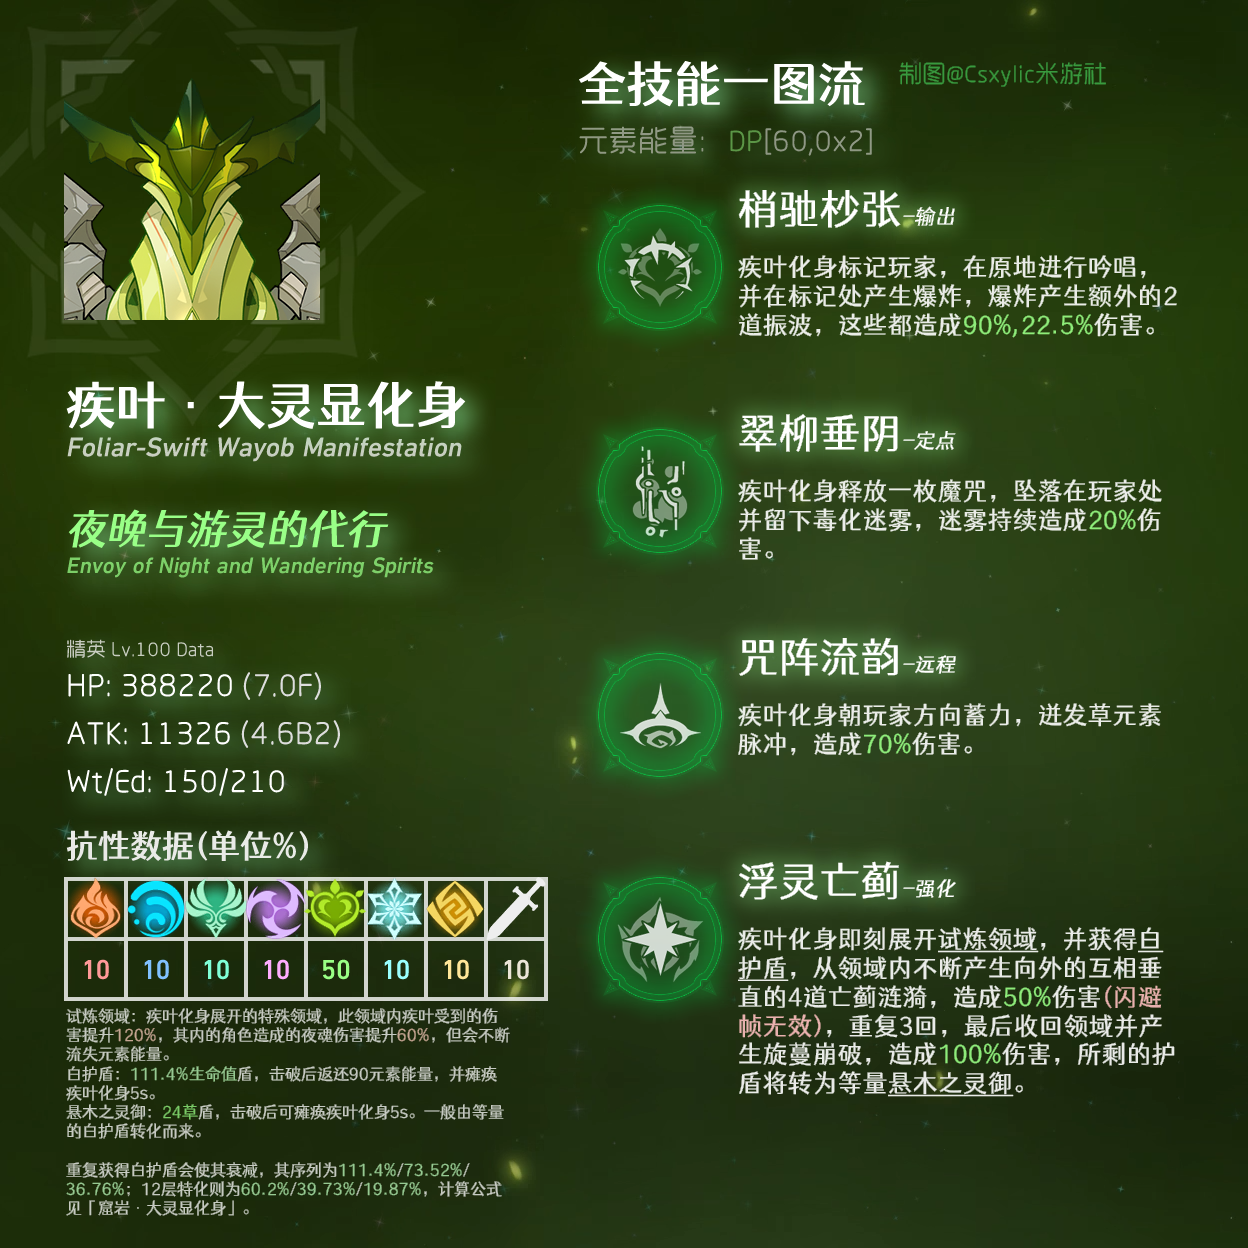 全技能一图流
制图@Csxylic米游社
元素能量：DP[60,0x2]
疾叶·大灵显化身
Foliar-Swift Wayob Manifestation
夜晚与游灵的代行
Envoy of Night and Wandering Spirits
精英 Lv.100 Data
HP: 388220 (7.0F)
ATK: 11326 (4.6B2)
Wt/Ed: 150/210
抗性数据(单位%)
10 10 10 10 50 10 10 10
试炼领域：疾叶化身展开的特殊领域，此领域内疾叶受到的伤
害提升120%，其内的角色造成的夜魂伤害提升60%，但会不断
流失元素能量。
白护盾：111.4%生命值盾，击破后返还90元素能量，并瘫痪
疾叶化身5s。
悬木之灵御：24草盾，击破后可瘫痪疾叶化身5s。一般由等量
的白护盾转化而来。
重复获得白护盾会使其衰减，其序列为111.4%/73.52%/
36.76%；12层特化则为60.2%/39.73%/19.87%，计算公式
见「窟岩·大灵显化身」。
梢驰杪张-输出
疾叶化身标记玩家，在原地进行吟唱，
并在标记处产生爆炸，爆炸产生额外的2
道振波，这些都造成90%,22.5%伤害。
翠柳垂阴-定点
疾叶化身释放一枚魔咒，坠落在玩家处
并留下毒化迷雾，迷雾持续造成20%伤
害。
咒阵流韵-远程
疾叶化身朝玩家方向蓄力，迸发草元素
脉冲，造成70%伤害。
浮灵亡蓟-强化
疾叶化身即刻展开试炼领域，并获得白
护盾，从领域内不断产生向外的互相垂
直的4道亡蓟涟漪，造成50%伤害(闪避
帧无效)，重复3回，最后收回领域并产
生旋蔓崩破，造成100%伤害，所剩的护
盾将转为等量悬木之灵御。